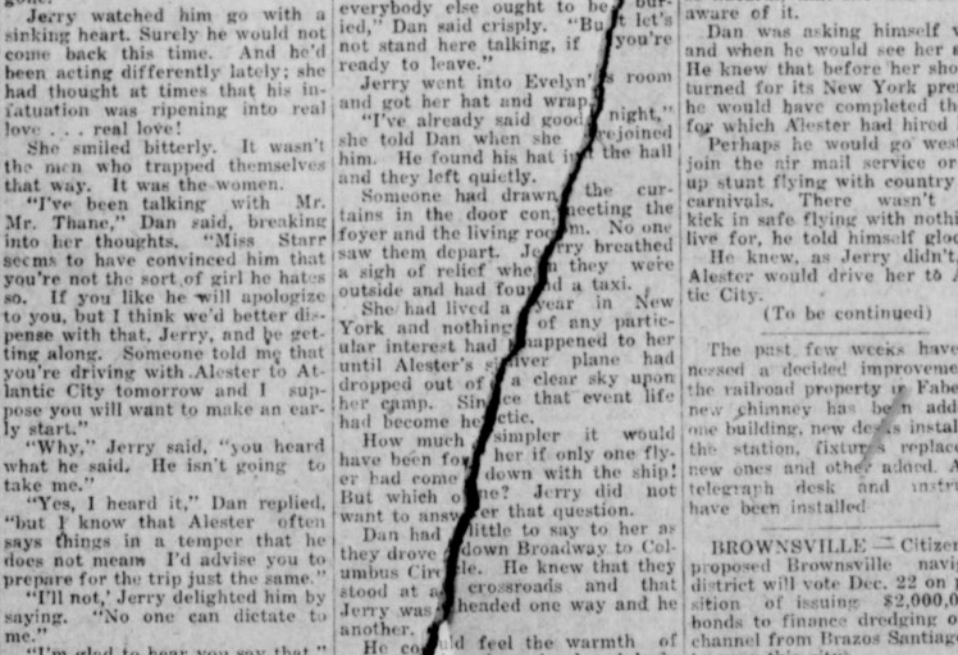 Jerry watched him go with a
sinking heart. Surely he would not
come back this time. And he'd
been acting differently lately; she
had thought at times that his in-
fatuation was ripening into real
love . . . real love!
She smiled bitterly. It wasn't
the men who trapped themselves
that way. It was the women.
"I've been talking with Mr.
Mr. Thane," Dan said, breaking
into her thoughts. "Miss Starr
seems to have convinced him that
you're not the sort of girl he hates
so. If you like he will apologize
to you, but I think we'd better dis-
pense with that, Jerry, and be get-
ting along. Someone told me that
you're driving with Alester to At-
lantic City tomorrow and I sup-
pose you will want to make an ear-
ly start."
"Why," Jerry said, "you heard
what he said. He isn't going to
take me."
"Yes, I heard it," Dan replied,
"but I know that Alester often
says things in a temper that he
does not mean I'd advise you to
prepare for the trip just the same."
"I'll not,' Jerry delighted him by
saying. "No one can dictate to
me."
"I'm glad to hear you say that,"
everybody else ought to be bur-
ied," Dan said crisply. "But let's
not stand here talking, if you're
ready to leave."
Jerry went into Evelyn's room
and got her hat and wrap.
"I've already said good night,"
she told Dan when she rejoined
him. He found his hat in the hall
and they left quietly.
Someone had drawn the cur-
tains in the door connecting the
foyer and the living room. No one
saw them depart. Jerry breathed
a sigh of relief when they were
outside and had found a taxi.
She had lived a year in New
York and nothing of any partic-
ular interest had happened to her
until Alester's silver plane had
dropped out of a clear sky upon
her camp. Since that event life
had become hectic.
How much simpler it would
have been for her if only one fly-
er had come down with the ship!
But which one? Jerry did not
want to answer that question.
Dan had little to say to her as
they drove down Broadway to Col-
umbus Circle. He knew that they
stood at a crossroads and that
Jerry was headed one way and he
another.
He could feel the warmth of
aware of it.
Dan was asking himself
and when he would see her
He knew that before her sho
turned for its New York pre
he would have completed th
for which Alester had hired
Perhaps he would go west
join the air mail service or
up stunt flying with country
carnivals. There wasn't
kick in safe flying with nothi
live for, he told himself gloo
He knew, as Jerry didn't,
Alester would drive her to A
tic City.
(To be continued)
The past few weeks have
nessed a decided improveme
the railroad property in Fabe
new chimney has been add
one building, new desks instal
the station, fixtures replace
new ones and other added. A
telegraph desk and instru
have been installed
BROWNSVILLE — Citizen
proposed Brownsville navig
district will vote Dec. 22 on p
sition of issuing $2,000,0
bonds to finance dredging o
channel from Brazos Santiago